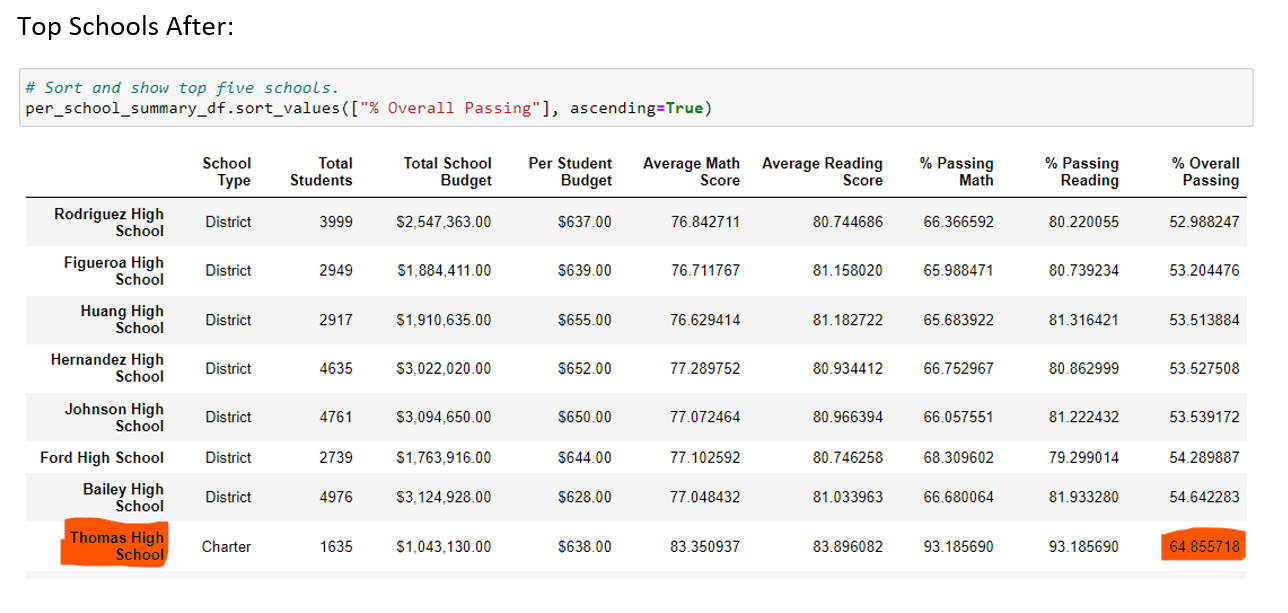 Top Schools After:
# Sort and show top five schools.
per_school_summary_df.sort_values(["% Overall Passing"], ascending=True)
School Type Total Students Total School Budget Per Student Budget Average Math Score Average Reading Score % Passing Math % Passing Reading % Overall Passing
Rodriguez High School District 3999 $2,547,363.00 $637.00 76.842711 80.744686 66.366592 80.220055 52.988247
Figueroa High School District 2949 $1,884,411.00 $639.00 76.711767 81.158020 65.988471 80.739234 53.204476
Huang High School District 2917 $1,910,635.00 $655.00 76.629414 81.182722 65.683922 81.316421 53.513884
Hernandez High School District 4635 $3,022,020.00 $652.00 77.289752 80.934412 66.752967 80.862999 53.527508
Johnson High School District 4761 $3,094,650.00 $650.00 77.072464 80.966394 66.057551 81.222432 53.539172
Ford High School District 2739 $1,763,916.00 $644.00 77.102592 80.746258 68.309602 79.299014 54.289887
Bailey High School District 4976 $3,124,928.00 $628.00 77.048432 81.033963 66.680064 81.933280 54.642283
Thomas High School Charter 1635 $1,043,130.00 $638.00 83.350937 83.896082 93.185690 93.185690 64.855718